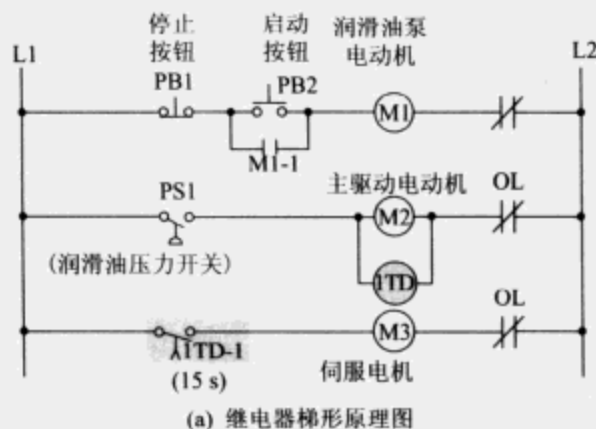 停止
按钮
启动
按钮
润滑油泵
电动机
L1
L2
PB1
PB2
M1
M1-1
PS1
主驱动电动机
OL
M2
(润滑油压力开关)
1TD
OL
1TD-1
M3
(15 s)
伺服电机
(a) 继电器梯形原理图